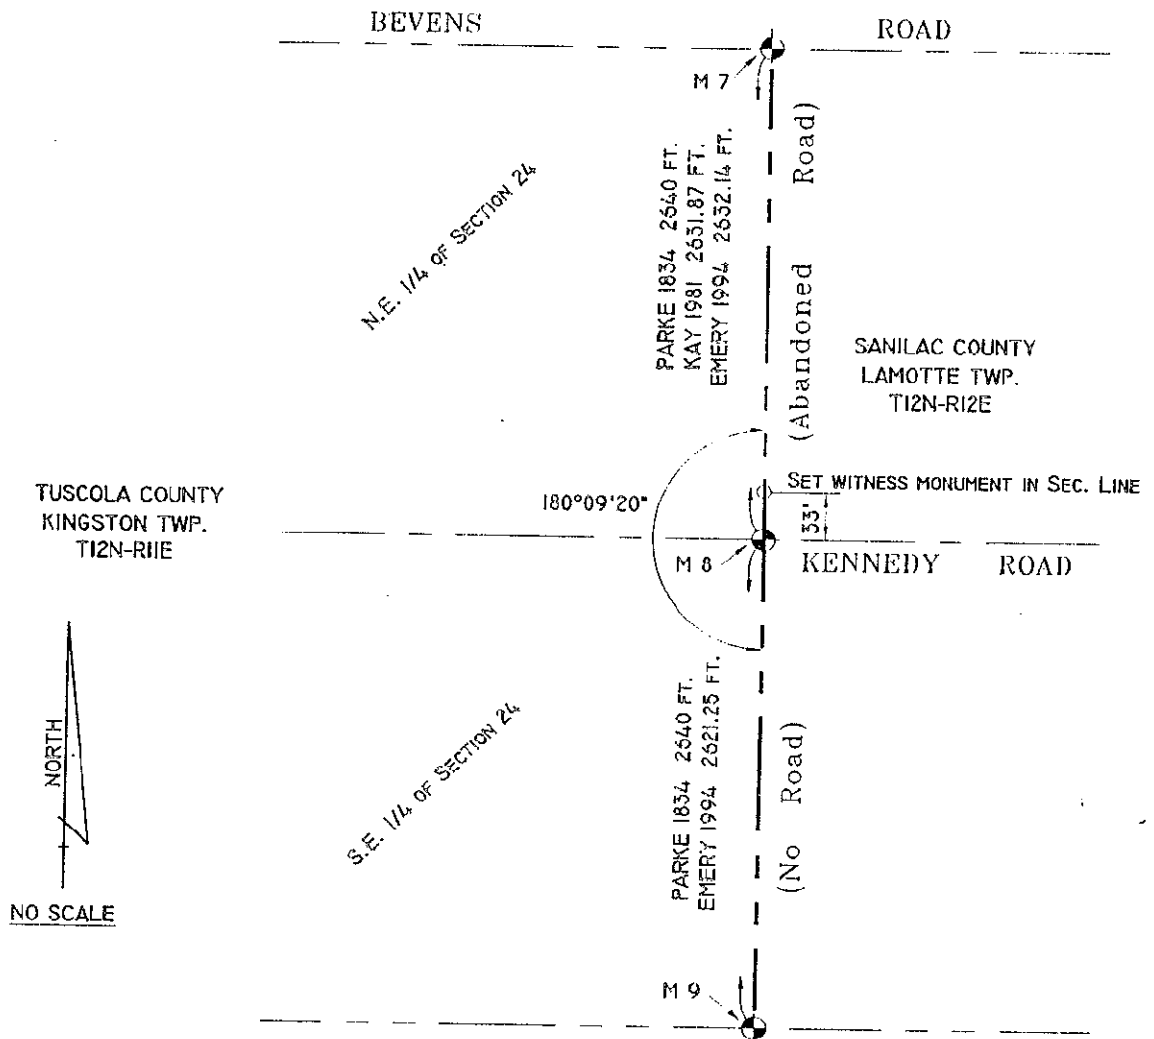 BEVENS ROAD
M 7
PARKE 1834 2640 FT.
KAY 1981 2631.87 FT.
EMERY 1994 2632.14 FT.
(Abandoned Road)
N.E. 1/4 OF SECTION 24
SANILAC COUNTY
LAMOTTE TWP.
T12N-R12E
TUSCOLA COUNTY
KINGSTON TWP.
T12N-R11E
180°09'20"
SET WITNESS MONUMENT IN SEC. LINE
33'
M 8
KENNEDY ROAD
NORTH
NO SCALE
S.E. 1/4 OF SECTION 24
PARKE 1834 2640 FT.
EMERY 1994 2621.25 FT.
(No Road)
M 9